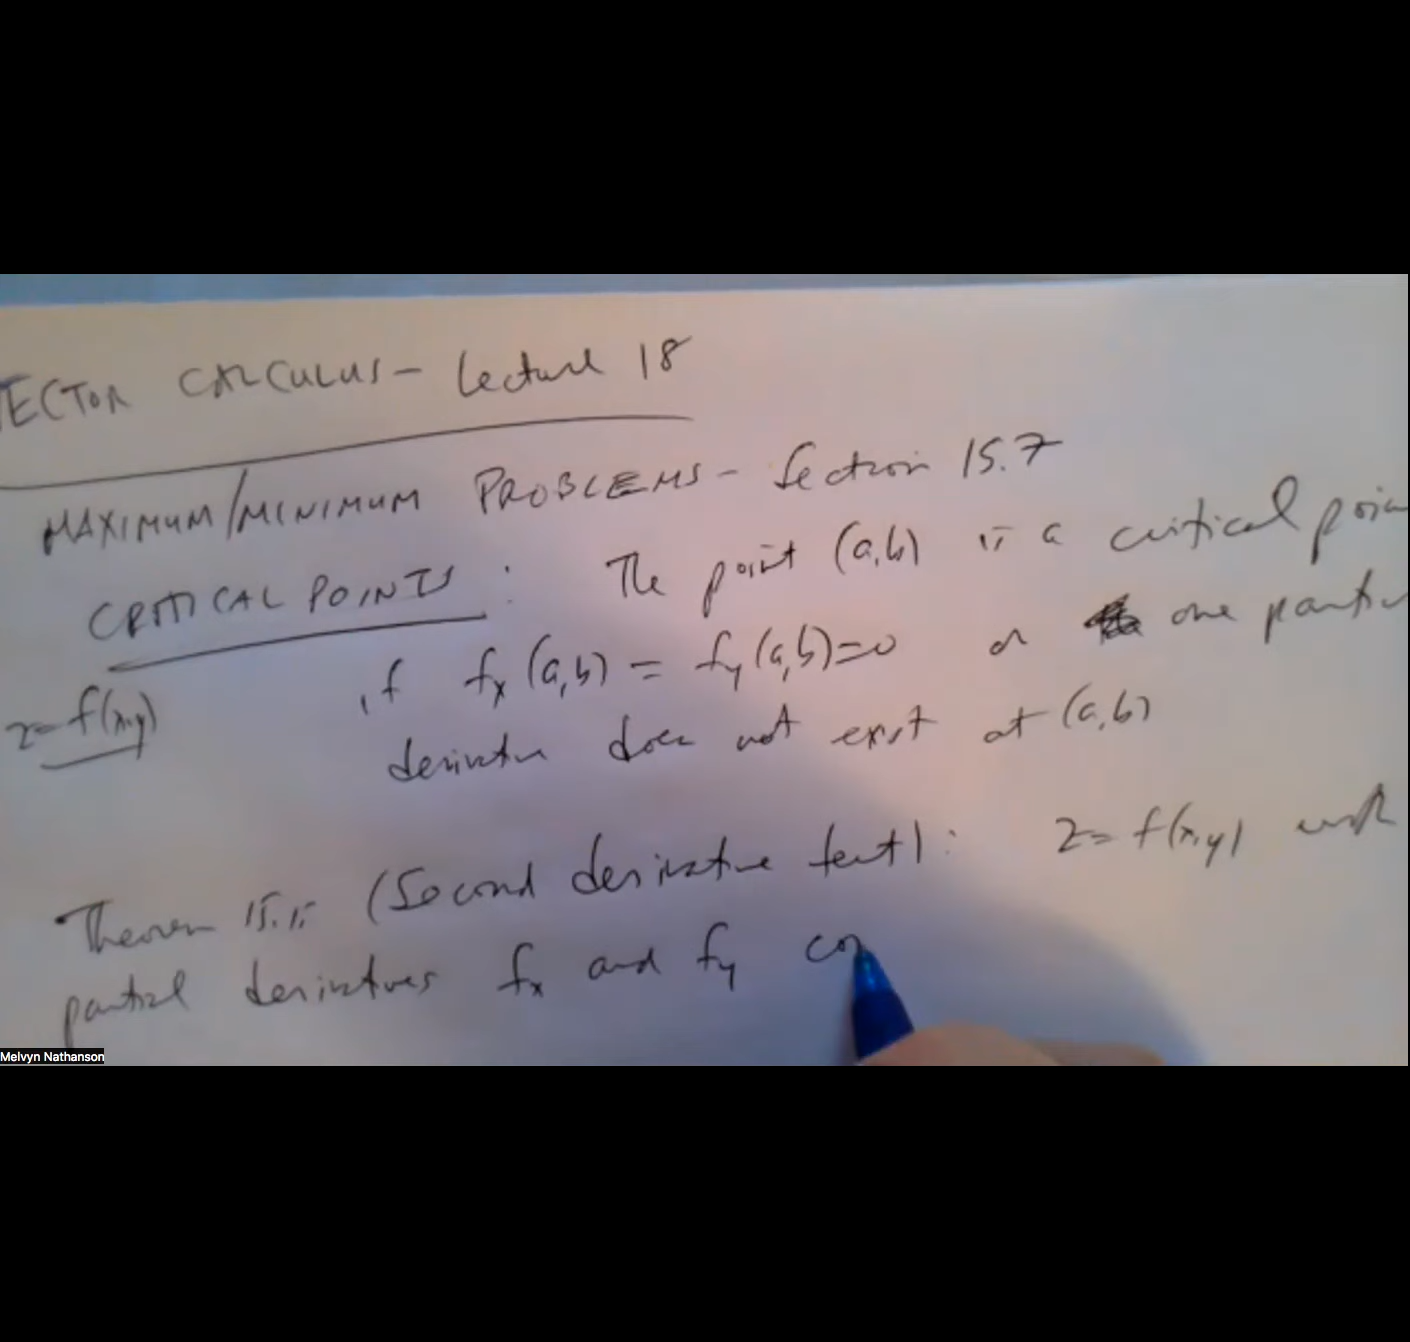 ECTOR CALCULUS - Lecture 18
MAXIMUM/MINIMUM PROBLEMS - Section 15.7
CRITICAL POINTS : The point (a,b) is a critical poin
z=f(x,y) if fx(a,b) = fy(a,b)=0 or one partia
derivative does not exist at (a,b)
Theorem 15.15 (Second derivative test): z=f(x,y) with
partial derivatives fx and fy con
Melvyn Nathanson